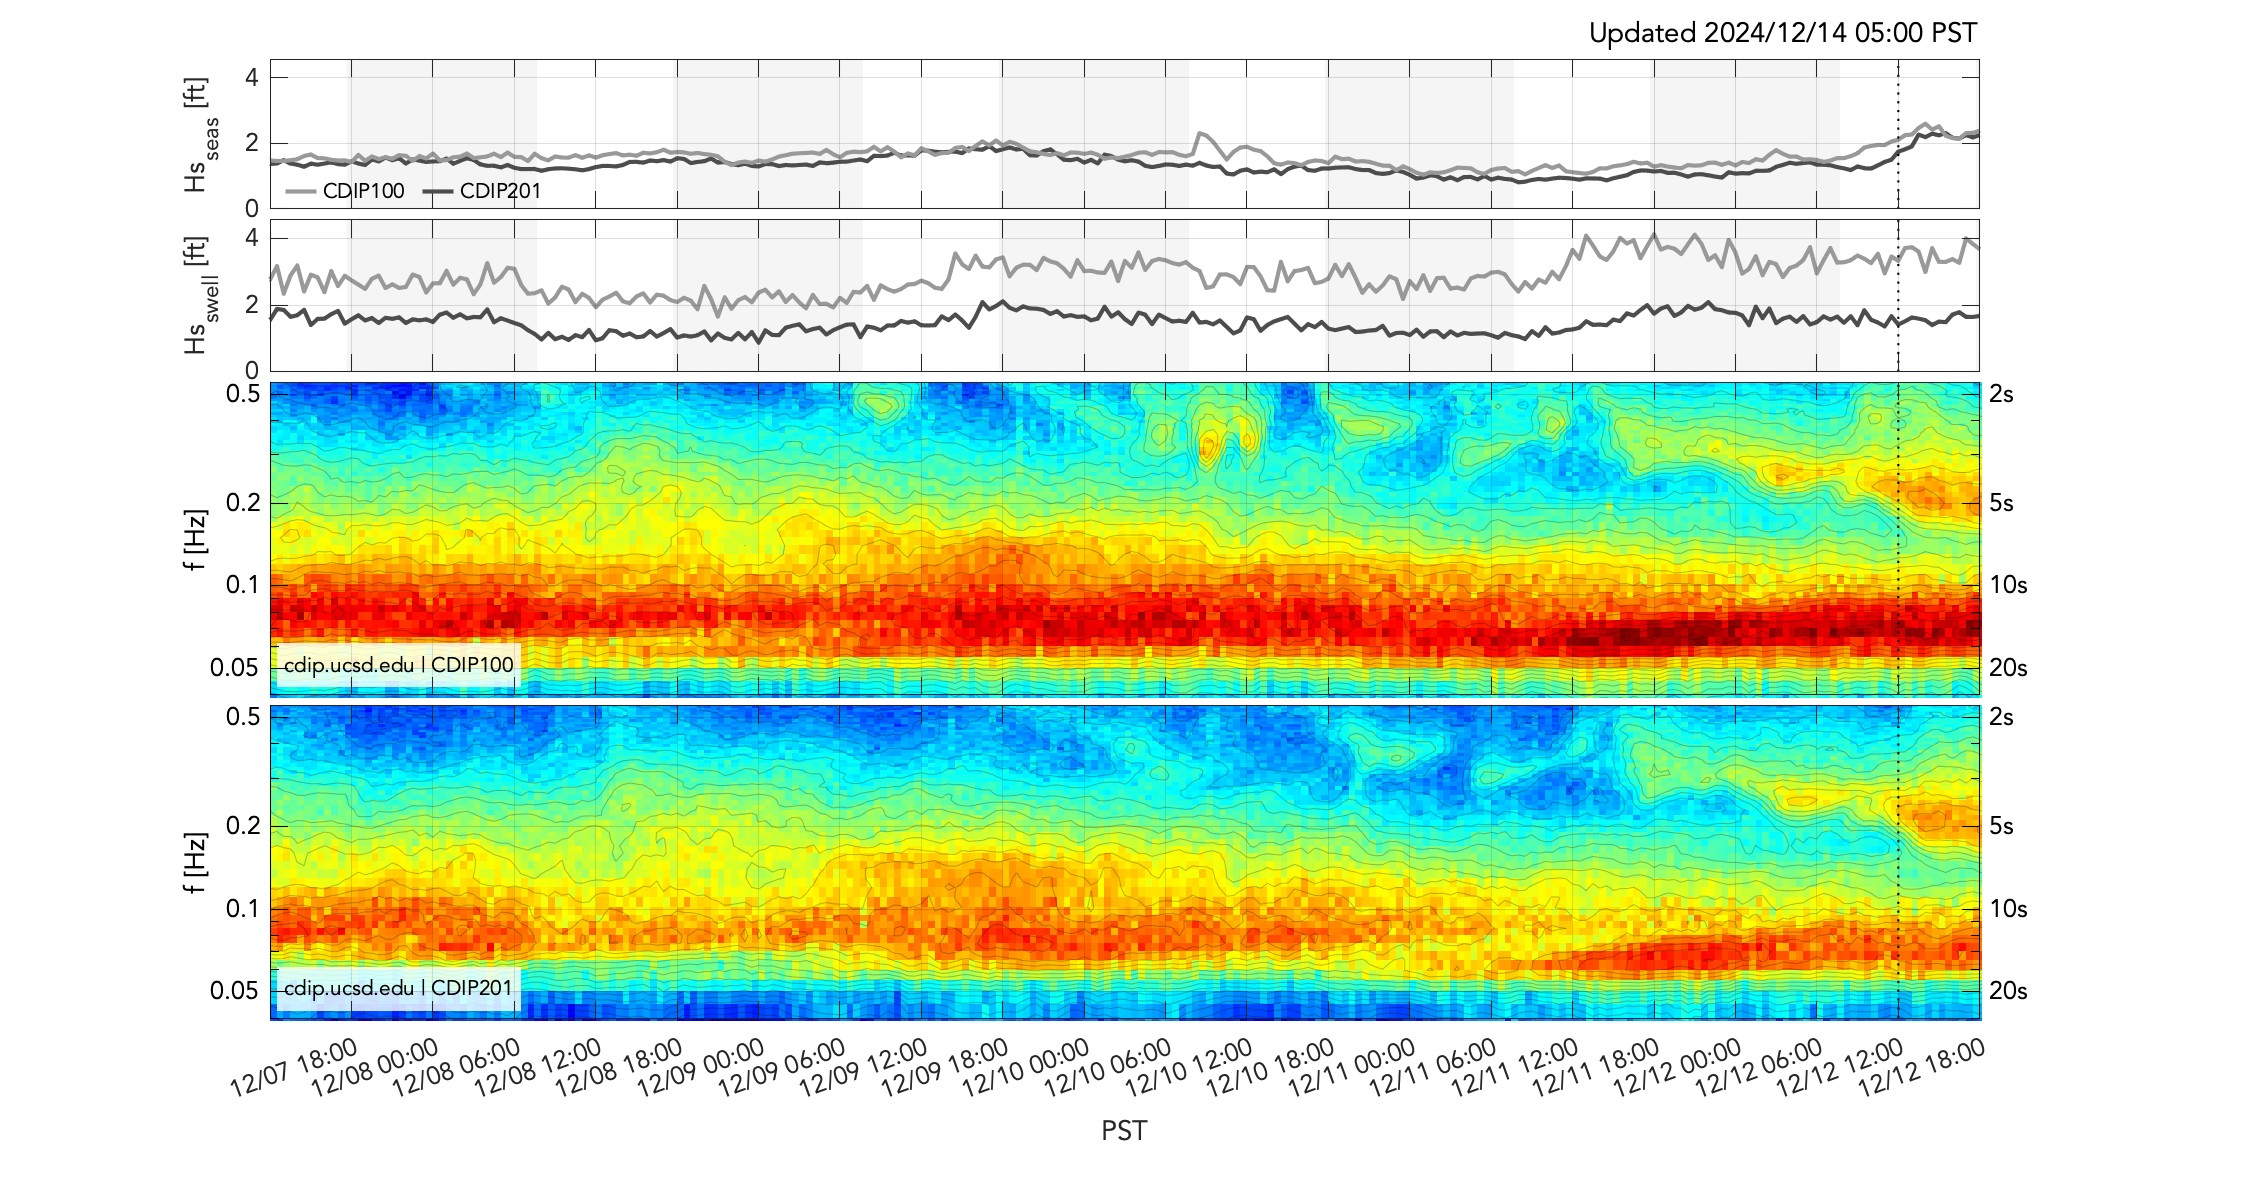 Updated 2024/12/14 05:00 PST
Hs seas [ft]
4
2
0
CDIP100 CDIP201
Hs swell [ft]
4
2
0
f [Hz]
0.5
0.2
0.1
0.05
2s
5s
10s
20s
cdip.ucsd.edu | CDIP100
f [Hz]
0.5
0.2
0.1
0.05
2s
5s
10s
20s
cdip.ucsd.edu | CDIP201
12/07 18:00
12/08 00:00
12/08 06:00
12/08 12:00
12/08 18:00
12/09 00:00
12/09 06:00
12/09 12:00
12/09 18:00
12/10 00:00
12/10 06:00
12/10 12:00
12/10 18:00
12/11 00:00
12/11 06:00
12/11 12:00
12/11 18:00
12/12 00:00
12/12 06:00
12/12 12:00
12/12 18:00
PST